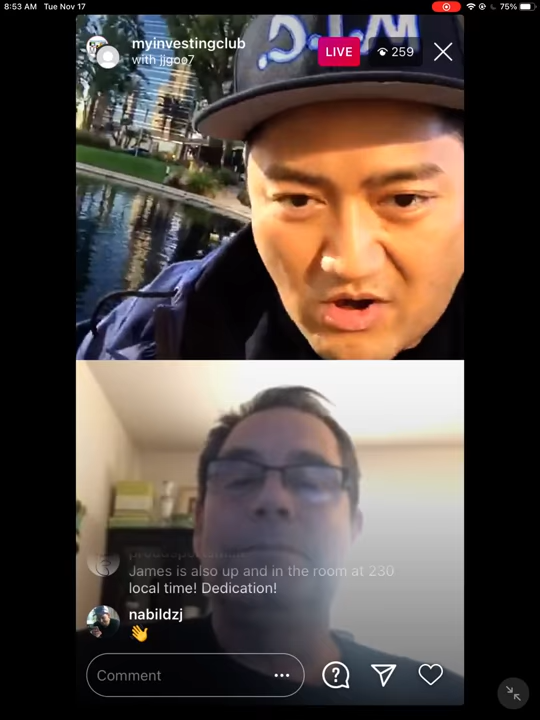 8:53 AM Tue Nov 17
75%
M.I.C.
myinvestingclub
with jjgoo7
LIVE
259
James is also up and in the room at 230
local time! Dedication!
nabildzj
👋
Comment